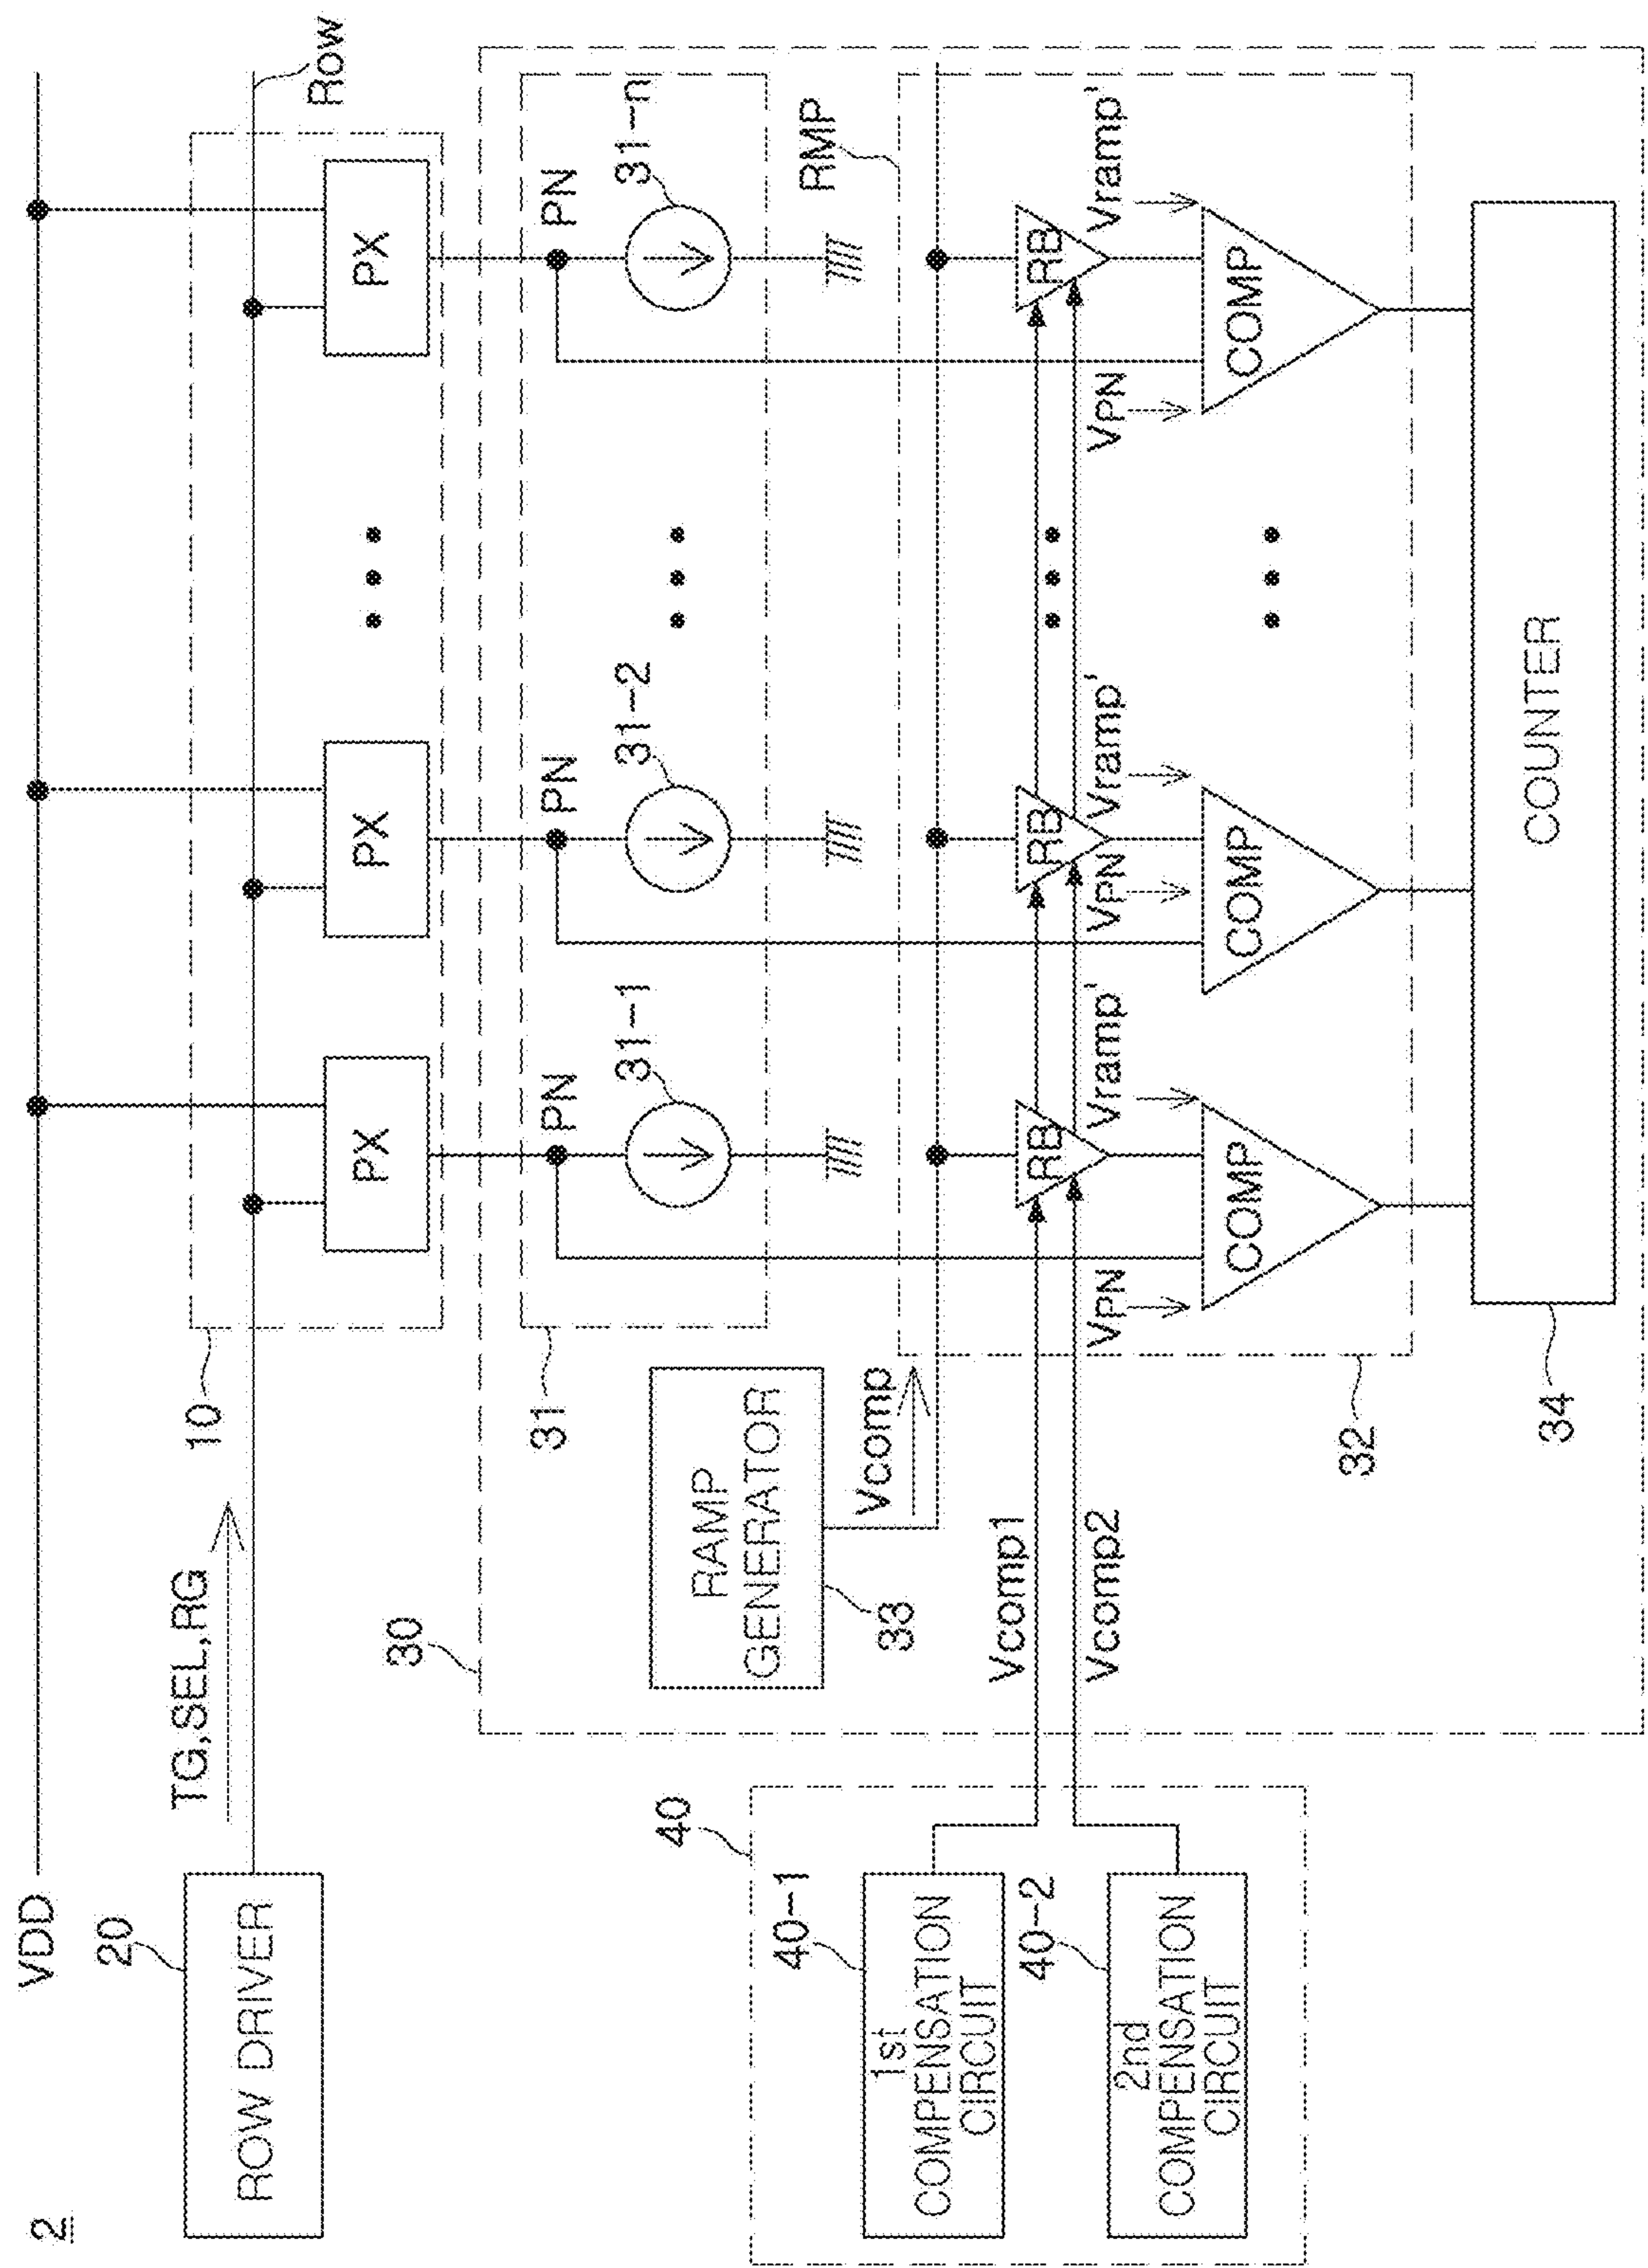 2
VDD
20
ROW DRIVER
TG,SEL,RG
Row
10
PX
PX
PX
30
31
PN
31-1
PN
31-2
PN
31-n
RAMP
GENERATOR
33
Vcomp
RMP
40
40-1
1st
COMPENSATION
CIRCUIT
40-2
2nd
COMPENSATION
CIRCUIT
Vcomp1
Vcomp2
RB
RB
RB
VPN
Vramp'
VPN
Vramp'
VPN
Vramp'
COMP
COMP
COMP
32
COUNTER
34